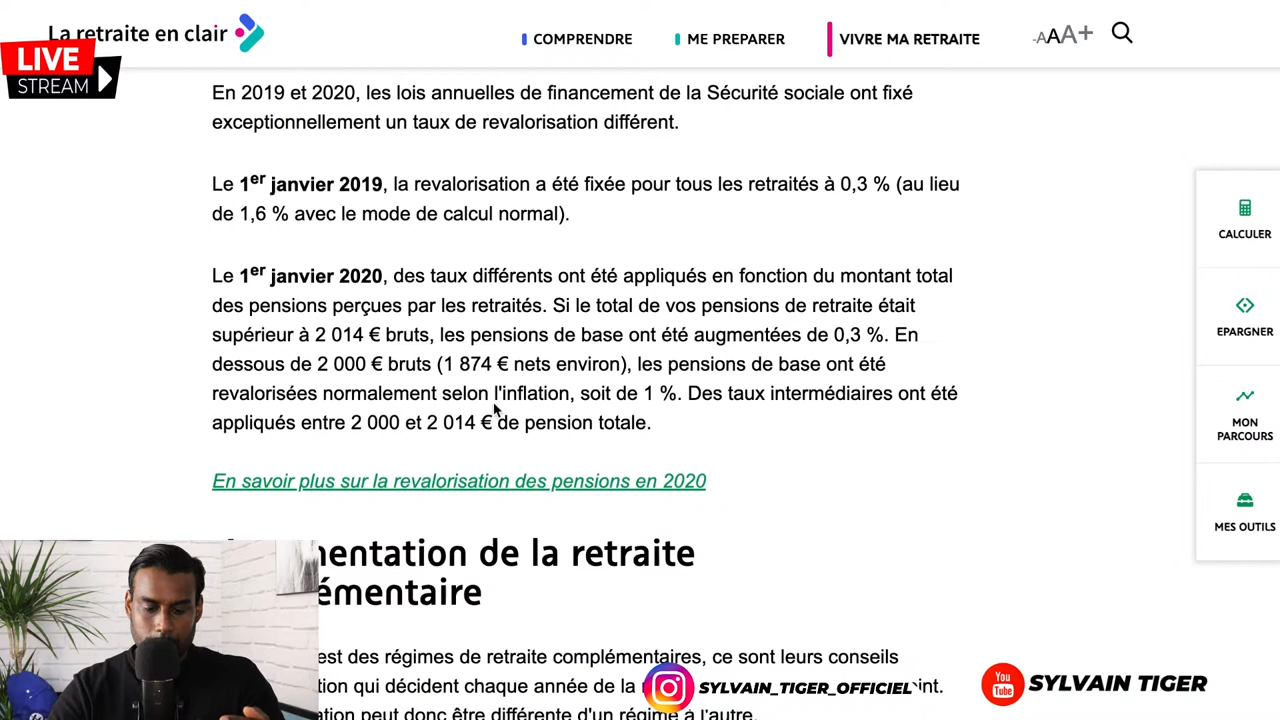 La retraite en clair
COMPRENDRE
ME PREPARER
VIVRE MA RETRAITE
-AAA+
LIVE
STREAM
En 2019 et 2020, les lois annuelles de financement de la Sécurité sociale ont fixé
exceptionnellement un taux de revalorisation différent.
Le 1er janvier 2019, la revalorisation a été fixée pour tous les retraités à 0,3 % (au lieu
de 1,6 % avec le mode de calcul normal).
Le 1er janvier 2020, des taux différents ont été appliqués en fonction du montant total
des pensions perçues par les retraités. Si le total de vos pensions de retraite était
supérieur à 2 014 € bruts, les pensions de base ont été augmentées de 0,3 %. En
dessous de 2 000 € bruts (1 874 € nets environ), les pensions de base ont été
revalorisées normalement selon l'inflation, soit de 1 %. Des taux intermédiaires ont été
appliqués entre 2 000 et 2 014 € de pension totale.
En savoir plus sur la revalorisation des pensions en 2020
CALCULER
EPARGNER
MON
PARCOURS
MES OUTILS
mentation de la retraite
émentaire
est des régimes de retraite complémentaires, ce sont leurs conseils
tion qui décident chaque année de la
ation peut donc être différente d'un régime à l'autre.
SYLVAIN_TIGER_OFFICIEL
You
Tube
SYLVAIN TIGER